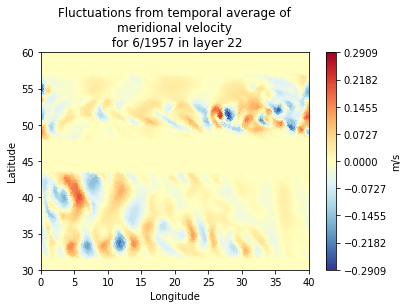 Fluctuations from temporal average of
meridional velocity
for 6/1957 in layer 22
60
55
50
45
40
35
30
Latitude
0 5 10 15 20 25 30 35 40
Longitude
0.2909
0.2182
0.1455
0.0727
0.0000
−0.0727
−0.1455
−0.2182
−0.2909
m/s